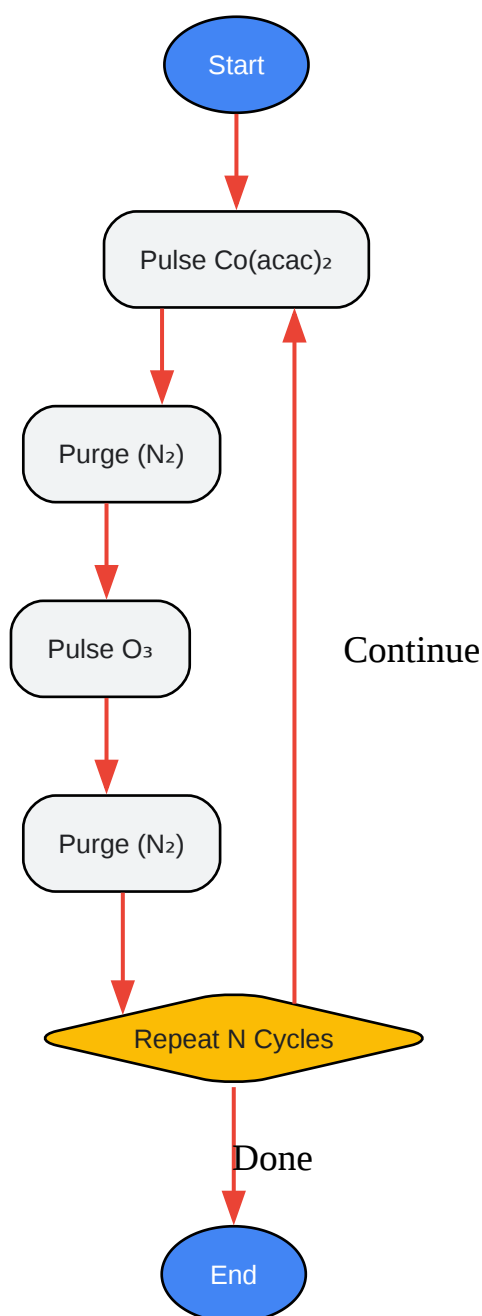 Start
Pulse Co(acac)₂
Purge (N₂)
Pulse O₃
Continue
Purge (N₂)
Repeat N Cycles
Done
End